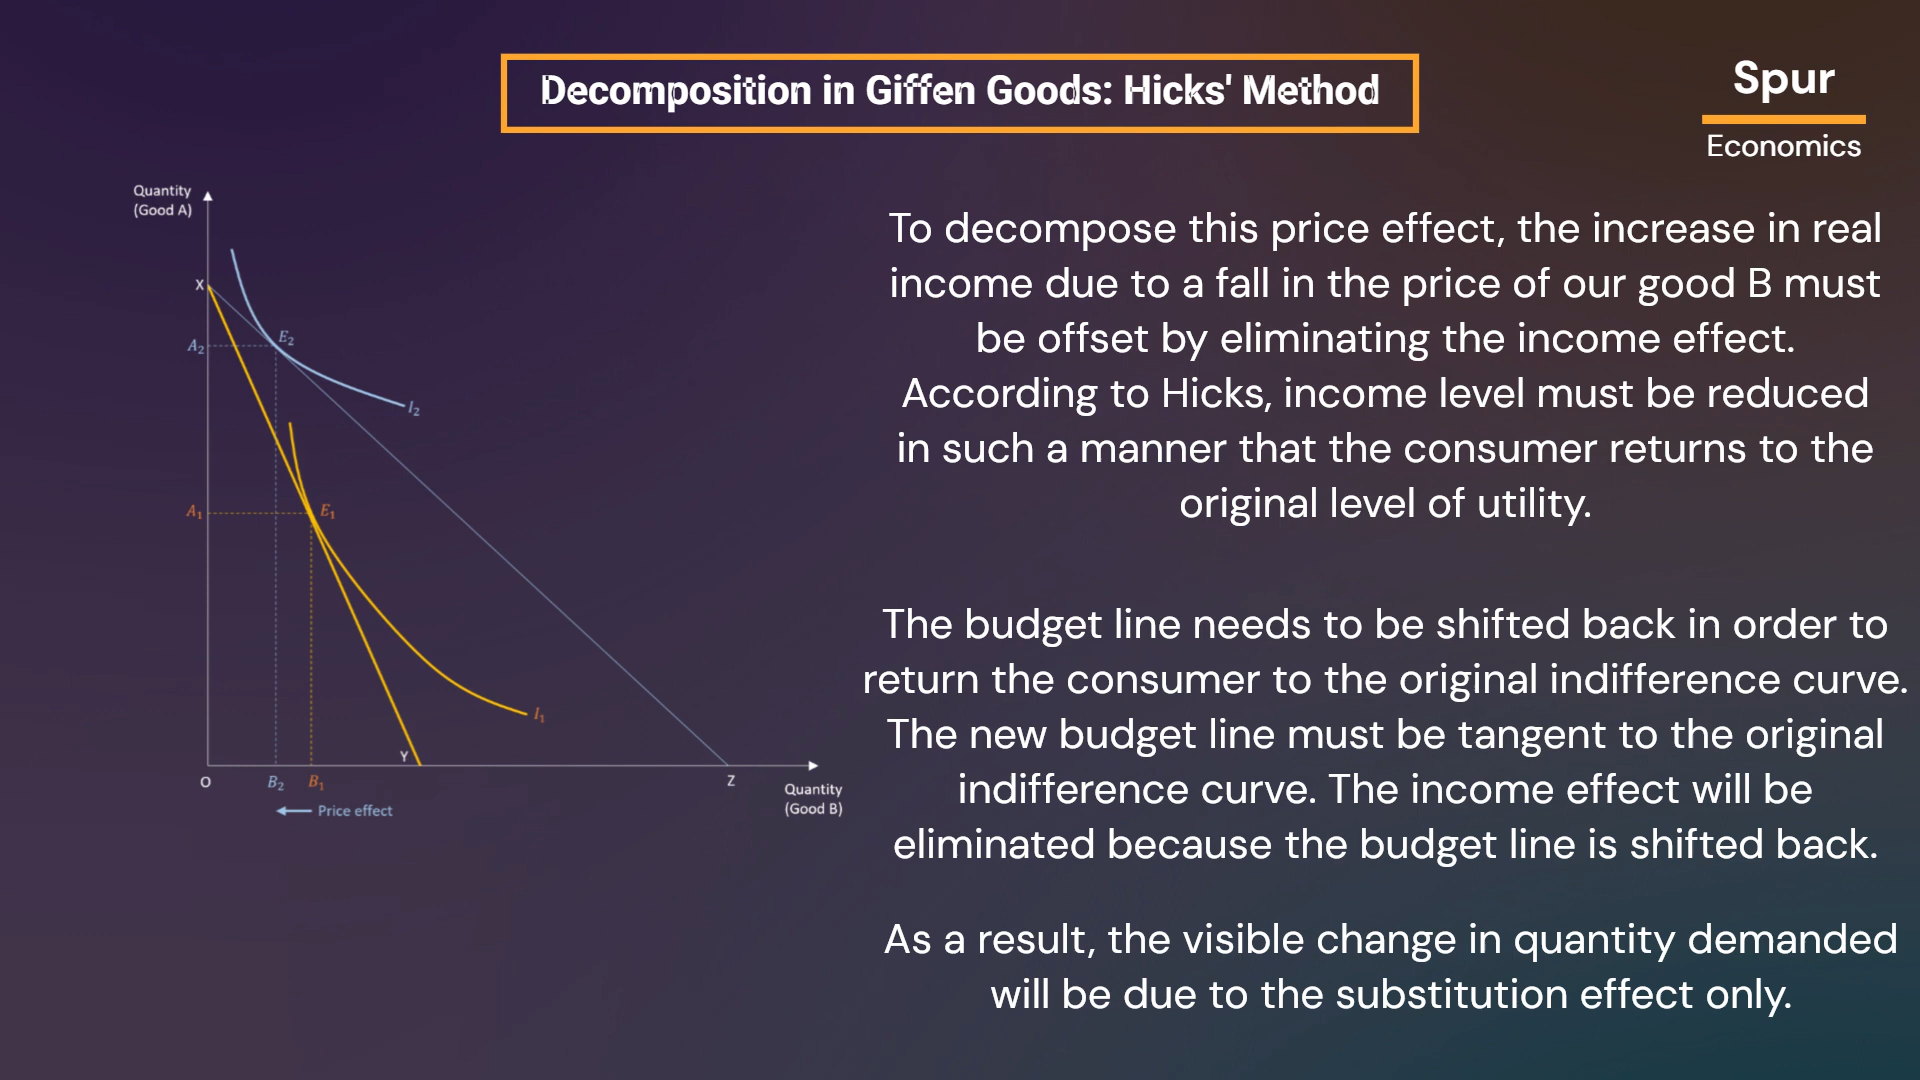 Decomposition in Giffen Goods: Hicks' Method
Spur
Economics
Quantity
(Good A)
X
A₂
E₂
I₂
A₁
E₁
I₁
Y
O
B₂
B₁
Z
Quantity
(Good B)
Price effect
To decompose this price effect, the increase in real
income due to a fall in the price of our good B must
be offset by eliminating the income effect.
According to Hicks, income level must be reduced
in such a manner that the consumer returns to the
original level of utility.
The budget line needs to be shifted back in order to
return the consumer to the original indifference curve.
The new budget line must be tangent to the original
indifference curve. The income effect will be
eliminated because the budget line is shifted back.
As a result, the visible change in quantity demanded
will be due to the substitution effect only.